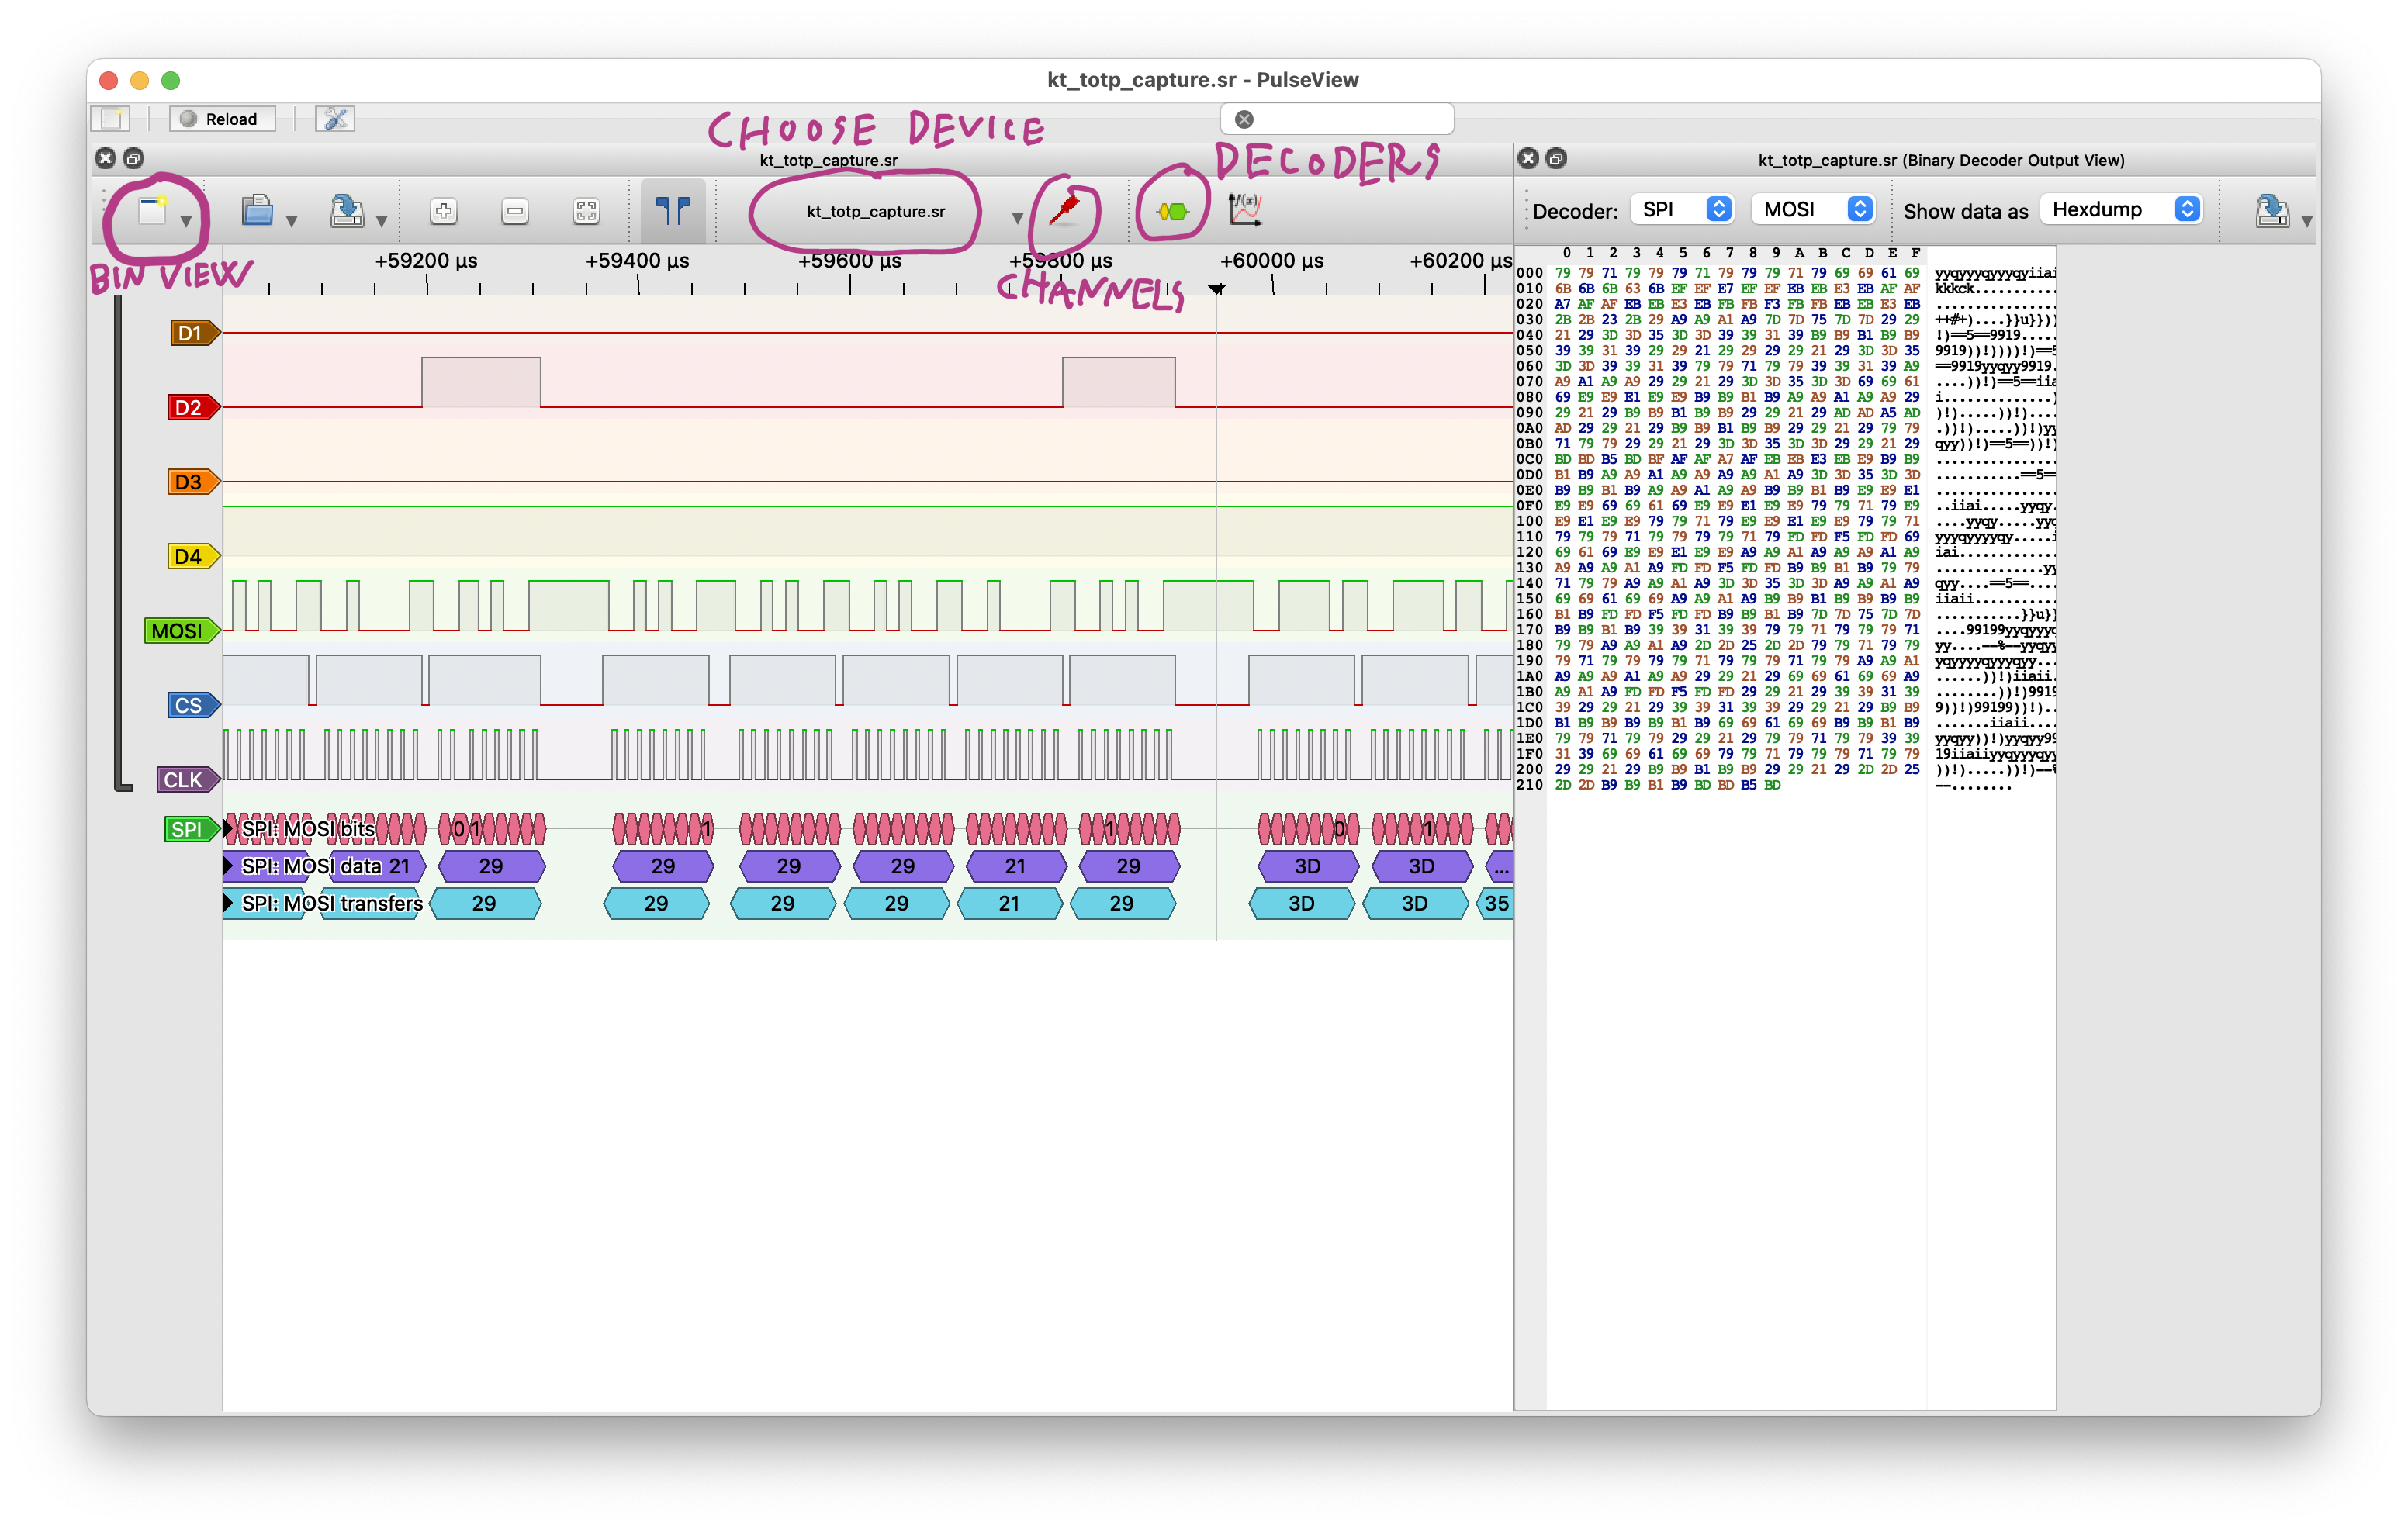 kt_totp_capture.sr - PulseView
Reload
CHOOSE DEVICE
DECODERS
kt_totp_capture.sr
kt_totp_capture.sr (Binary Decoder Output View)
kt_totp_capture.sr
Decoder: SPI MOSI Show data as Hexdump
BIN VIEW
CHANNELS
+59200 µs +59400 µs +59600 µs +59800 µs +60000 µs +60200 µs
D1
D2
D3
D4
MOSI
CS
CLK
SPI SPI: MOSI bits 0 1 1 1 0 1
SPI: MOSI data 21 29 29 29 29 21 29 3D 3D ...
SPI: MOSI transfers 29 29 29 29 21 29 3D 3D 35
0 1 2 3 4 5 6 7 8 9 A B C D E F
000 79 79 71 79 79 79 71 79 79 79 71 79 69 69 61 69 yyqyyyqyyyqyiiai
010 6B 6B 6B 63 6B EF EF E7 EF EF EB EB E3 EB AF AF kkkck...........
020 A7 AF AF EB EB E3 EB FB FB F3 FB FB EB EB E3 EB ................
030 2B 2B 23 2B 29 A9 A9 A1 A9 7D 7D 75 7D 7D 29 29 ++#+)....}}u}}))
040 21 29 3D 3D 35 3D 3D 39 39 31 39 B9 B9 B1 B9 B9 !)==5==9919.....
050 39 39 31 39 29 29 21 29 29 29 29 21 29 3D 3D 35 9919))!))))!)==5
060 3D 3D 39 39 31 39 79 79 71 79 79 39 39 31 39 A9 ==9919yyqyy9919.
070 A9 A1 A9 A9 29 29 21 29 3D 3D 35 3D 3D 69 69 61 ....))!)==5==iia
080 69 E9 E9 E1 E9 E9 B9 B9 B1 B9 A9 A9 A1 A9 A9 29 i..............)
090 29 21 29 B9 B9 B1 B9 B9 29 29 21 29 AD AD A5 AD )!).....))!)....
0A0 AD 29 29 21 29 B9 B9 B1 B9 B9 29 29 21 29 79 79 .))!).....))!)yy
0B0 71 79 79 29 29 21 29 3D 3D 35 3D 3D 29 29 21 29 qyy))!)==5==))!)
0C0 BD BD B5 BD BF AF AF A7 AF EB EB E3 EB E9 B9 B9 ................
0D0 B1 B9 A9 A9 A1 A9 A9 A9 A9 A1 A9 3D 3D 35 3D 3D ...........==5==
0E0 B9 B9 B1 B9 A9 A9 A1 A9 A9 B9 B9 B1 B9 E9 E9 E1 ................
0F0 E9 E9 69 69 61 69 E9 E9 E1 E9 E9 79 79 71 79 E9 ..iiai.....yyqy.
100 E9 E1 E9 E9 79 79 71 79 E9 E9 E1 E9 E9 79 79 71 ....yyqy.....yyq
110 79 79 79 71 79 79 79 79 71 79 FD FD F5 FD FD 69 yyyqyyyyqy.....i
120 69 61 69 E9 E9 E1 E9 E9 A9 A9 A1 A9 A9 A9 A1 A9 iai.............
130 A9 A9 A9 A1 A9 FD FD F5 FD FD B9 B9 B1 B9 79 79 ..............yy
140 71 79 79 A9 A9 A1 A9 3D 3D 35 3D 3D A9 A9 A1 A9 qyy....==5==....
150 69 69 61 69 69 A9 A9 A1 A9 B9 B9 B1 B9 B9 B9 B9 iiaii...........
160 B1 B9 FD FD F5 FD FD B9 B9 B1 B9 7D 7D 75 7D 7D ...........}}u}}
170 B9 B9 B1 B9 39 39 31 39 39 79 79 71 79 79 79 71 ....99199yyqyyyq
180 79 79 A9 A9 A1 A9 2D 2D 25 2D 2D 79 79 71 79 79 yy....--%--yyqyy
190 79 71 79 79 79 79 71 79 79 79 71 79 79 A9 A9 A1 yqyyyyqyyyqyy...
1A0 A9 A9 A9 A1 A9 A9 29 29 21 29 69 69 61 69 69 A9 ......))!)iiaii.
1B0 A9 A1 A9 FD FD F5 FD FD 29 29 21 29 39 39 31 39 ........))!)9919
1C0 39 29 29 21 29 39 39 31 39 39 29 29 21 29 B9 B9 9))!)99199))!)..
1D0 B1 B9 B9 B9 B9 B1 B9 69 69 61 69 69 B9 B9 B1 B9 .......iiaii....
1E0 79 79 71 79 79 29 29 21 29 79 79 71 79 79 39 39 yyqyy))!)yyqyy99
1F0 31 39 69 69 61 69 69 79 79 71 79 79 79 71 79 79 19iiaiiyyqyyyqyy
200 29 29 21 29 B9 B9 B1 B9 B9 29 29 21 29 2D 2D 25 ))!).....))!)--%
210 2D 2D B9 B9 B1 B9 BD BD B5 BD --........